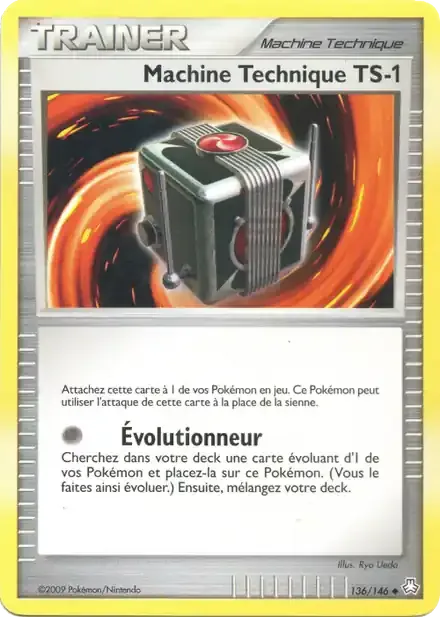 TRAINER
Machine Technique
Machine Technique TS-1
Attachez cette carte à 1 de vos Pokémon en jeu. Ce Pokémon peut
utiliser l'attaque de cette carte à la place de la sienne.
Évolutionneur
Cherchez dans votre deck une carte évoluant d'1 de
vos Pokémon et placez-la sur ce Pokémon. (Vous le
faites ainsi évoluer.) Ensuite, mélangez votre deck.
Illus. Ryo Ueda
©2009 Pokémon/Nintendo
136/146